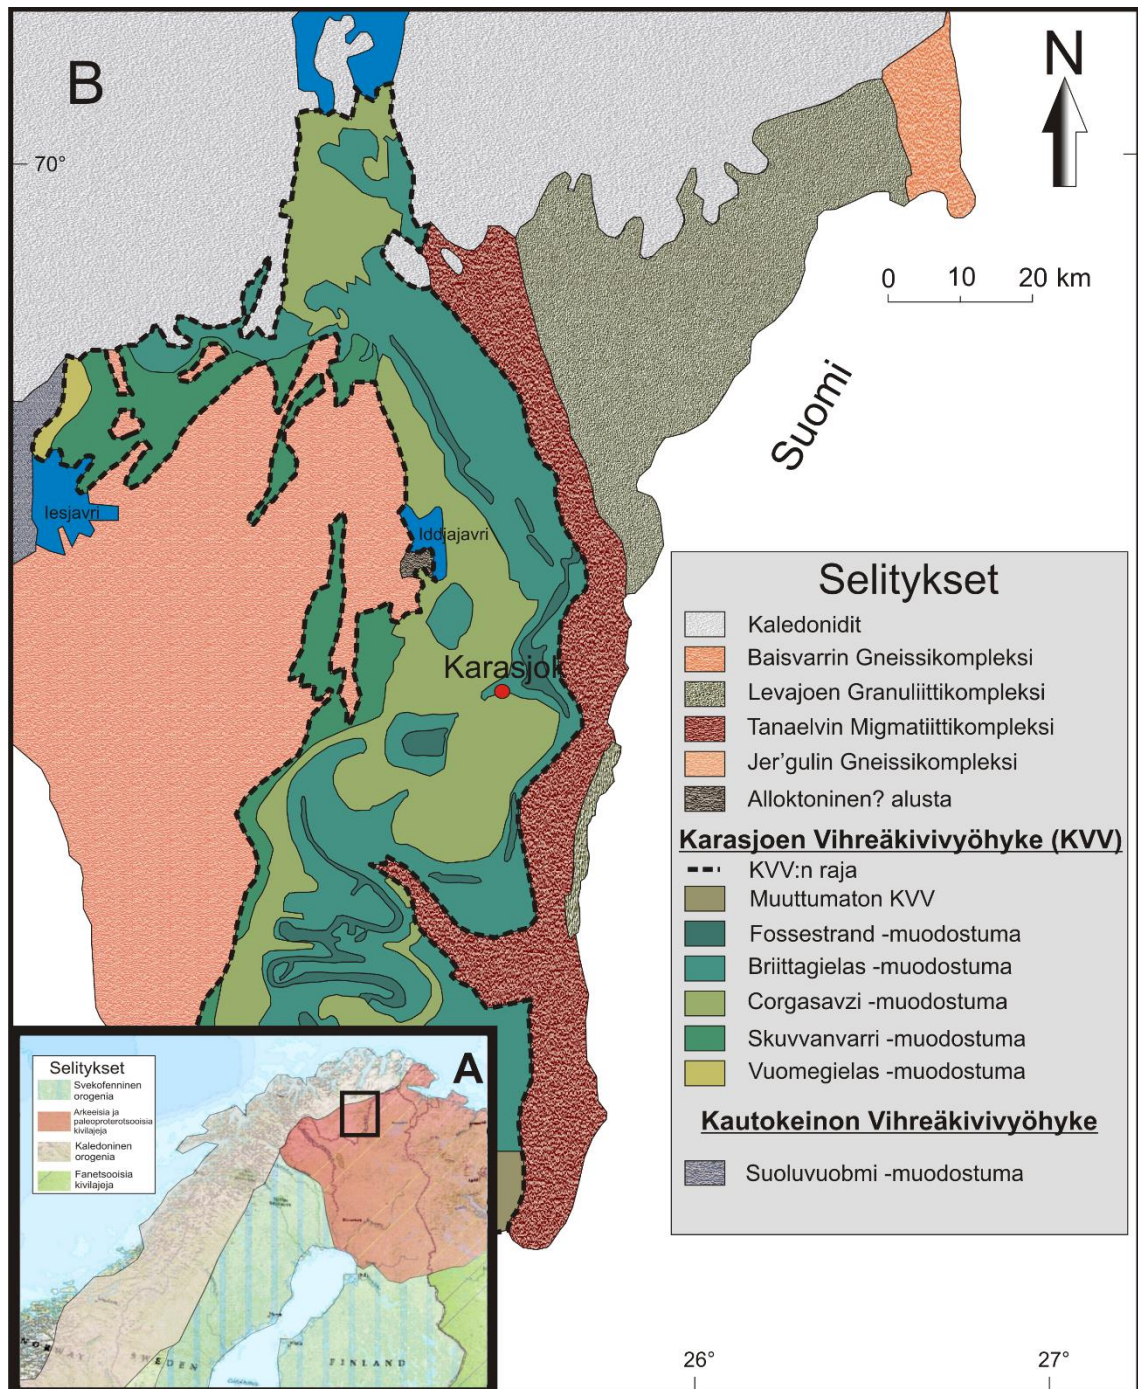 B
N
70°
0 10 20 km
Suomi
Iesjavri
Iddjajavri
Karasjok
Selitykset
Kaledonidit
Baisvarrin Gneissikompleksi
Levajoen Granuliittikompleksi
Tanaelvin Migmatiittikompleksi
Jer'gulin Gneissikompleksi
Alloktoninen? alusta
Karasjoen Vihreäkivivyöhyke (KVV)
KVV:n raja
Muuttumaton KVV
Fossestrand -muodostuma
Briittagielas -muodostuma
Corgasavzi -muodostuma
Skuvvanvarri -muodostuma
Vuomegielas -muodostuma
Kautokeinon Vihreäkivivyöhyke
Suoluvuobmi -muodostuma
A
Selitykset
Svekofenninen
orogenia
Arkeeisia ja
paleoproterotsooisia
kivilajeja
Kaledoninen
orogenia
Fanetsooisia
kivilajeja
NORWAY
SWEDEN
FINLAND
26°
27°